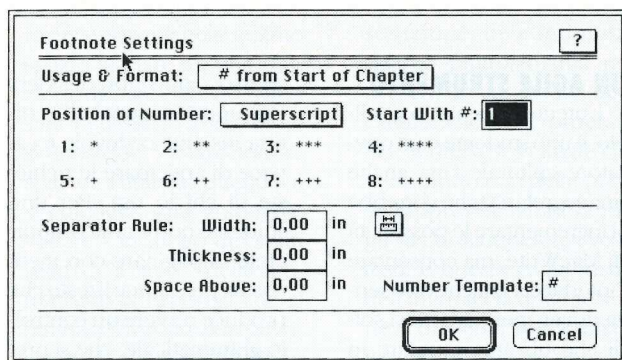 Footnote Settings ?
Usage & Format: # from Start of Chapter
Position of Number: Superscript Start With #: 1
1: * 2: ** 3: *** 4: ****
5: + 6: ++ 7: +++ 8: ++++
Separator Rule: Width: 0,00 in
Thickness: 0,00 in
Space Above: 0,00 in Number Template: #
OK Cancel